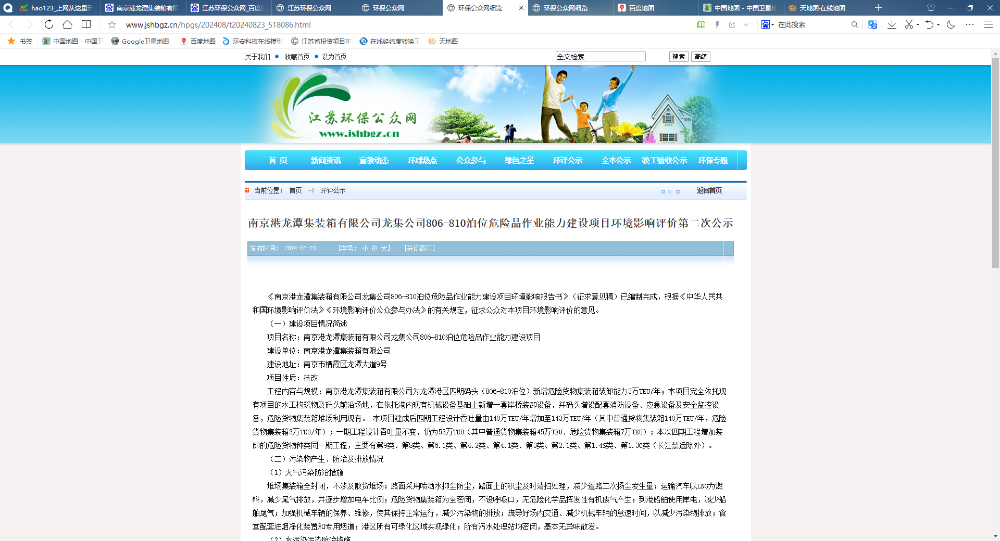 hao123_上网从这里开
南京港龙潭集装箱有限
江苏环保公众网_百度搜
江苏环保公众网
环保公众网
环保公众网细览
环保公众网细览
百度地图
中国地图 - 中国卫星地
天地图·在线地图
www.jshbgz.cn/hpgs/202408/t20240823_518086.html
在此搜索
书签
中国地图 - 中国卫
Google卫星地图-
百度地图
环安科技在线模型
江苏省投资项目审
在线经纬度转换工
天地图
关于我们 收藏首页 设为首页
全文检索
搜索
高级
江苏环保公众网
www.jshbgz.cn
首 页 新闻资讯 宣教动态 环球热点 公众参与 绿色之星 环评公示 全本公示 竣工验收公示 环保专题
当前位置： 首页 -> 环评公示
返回首页
南京港龙潭集装箱有限公司龙集公司806-810泊位危险品作业能力建设项目环境影响评价第二次公示
发布时间： 2024-08-23 [字号： 小 中 大] [关闭窗口]
《南京港龙潭集装箱有限公司龙集公司806-810泊位危险品作业能力建设项目环境影响报告书》（征求意见稿）已编制完成，根据《中华人民共
和国环境影响评价法》《环境影响评价公众参与办法》的有关规定，征求公众对本项目环境影响评价的意见。
（一）建设项目情况简述
项目名称：南京港龙潭集装箱有限公司龙集公司806-810泊位危险品作业能力建设项目
建设单位：南京港龙潭集装箱有限公司
建设地址：南京市栖霞区龙潭大道9号
项目性质：技改
工程内容与规模：南京港龙潭集装箱有限公司为龙潭港区四期码头（806-810泊位）新增危险货物集装箱装卸能力3万TEU/年；本项目完全依托现
有项目的水工构筑物及码头前沿场地，在依托港内现有机械设备基础上新增一套岸桥装卸设备，并码头增设配套消防设备、应急设备及安全监控设
备，危险货物集装箱堆场利用现有。 本项目建成后四期工程设计吞吐量由140万TEU/年增加至143万TEU/年（其中普通货物集装箱140万TEU/年，危险
货物集装箱3万TEU/年）；一期工程设计吞吐量不变，仍为52万TEU（其中普通货物集装箱45万TEU、危险货物集装箱7万TEU）；本次四期工程增加装
卸的危险货物种类同一期工程，主要有第9类、第8类、第6.1类、第4.2类、第4.1类、第3类、第2.1类、第1.4S类、第1.3C类（长江禁运除外）。
（二）污染物产生、防治及排放情况
（1）大气污染防治措施
堆场集装箱全封闭，不涉及散货堆场；路面采用喷洒水抑尘防尘，路面上的积尘及时清扫处理，减少道路二次扬尘发生量；运输汽车以LNG为燃
料，减少尾气排放，并逐步增加电车比例；危险货物集装箱为全密闭，不设呼吸口，无危险化学品挥发性有机废气产生；到港船舶使用岸电，减少船
舶尾气；加强机械车辆的保养、维修，使其保持正常运行，减少污染物的排放；疏导好场内交通、减少机械车辆的怠速时间，以减少污染物排放；食
堂配套油烟净化装置和专用烟道；港区所有可绿化区域实现绿化；所有污水处理站均密闭，基本无异味散发。
（2）水污染污染防治措施